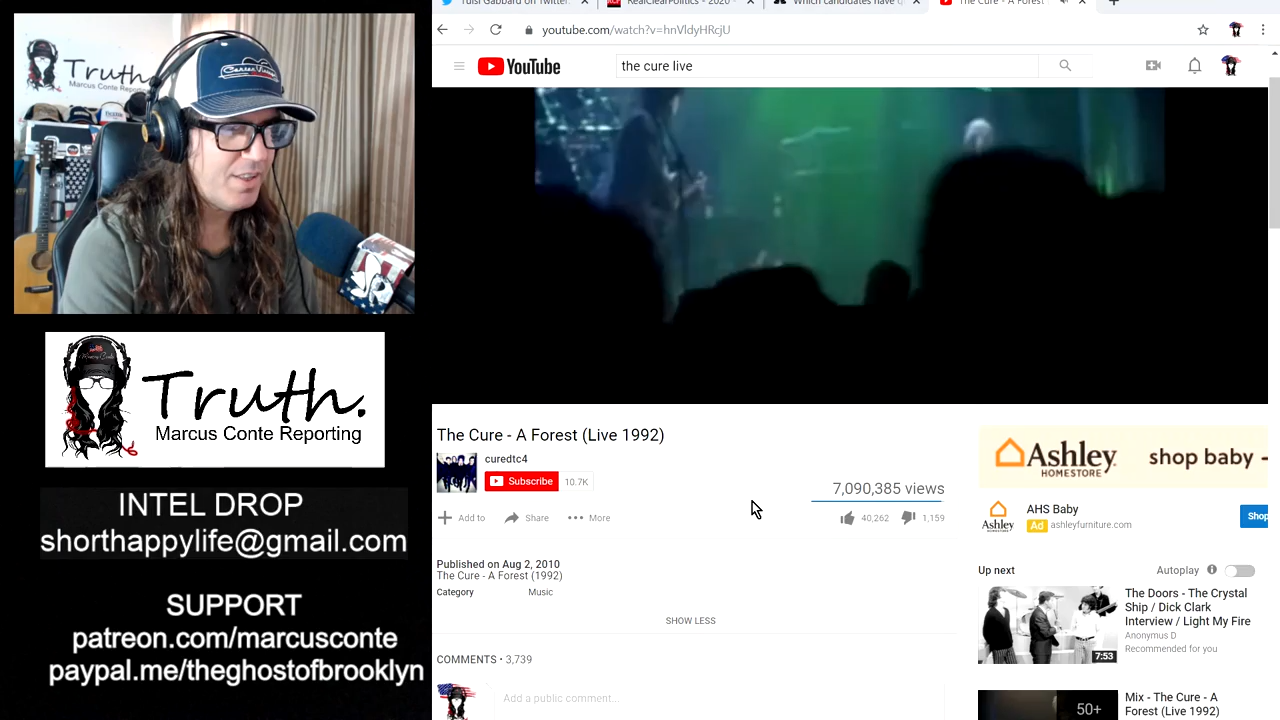 Truth.
Marcus Conte Reporting
Truth.
Marcus Conte Reporting
INTEL DROP
shorthappylife@gmail.com
SUPPORT
patreon.com/marcusconte
paypal.me/theghostofbrooklyn
Tulsi Gabbard on Twitter:
RealClearPolitics - 2020 -
Which candidates have q
The Cure - A Forest
youtube.com/watch?v=hnVldyHRcjU
YouTube
the cure live
The Cure - A Forest (Live 1992)
curedtc4
Subscribe 10.7K
7,090,385 views
Add to Share More
40,262 1,159
Published on Aug 2, 2010
The Cure - A Forest (1992)
Category Music
SHOW LESS
COMMENTS • 3,739
Add a public comment...
Ashley
HOMESTORE
shop baby
AHS Baby
Ashley
Ad ashleyfurniture.com
Shop
Up next Autoplay
The Doors - The Crystal
Ship / Dick Clark
Interview / Light My Fire
Anonymus D
Recommended for you
7:53
Mix - The Cure - A
Forest (Live 1992)
50+